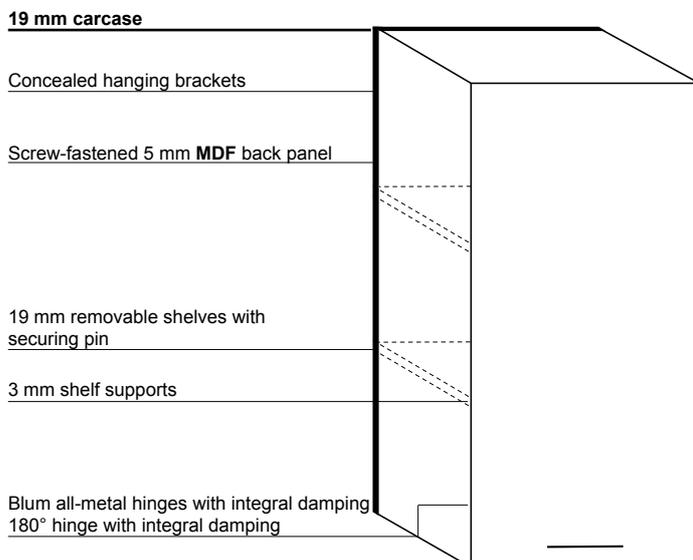 19 mm carcase
Concealed hanging brackets
Screw-fastened 5 mm MDF back panel
19 mm removable shelves with
securing pin
3 mm shelf supports
Blum all-metal hinges with integral damping
180° hinge with integral damping